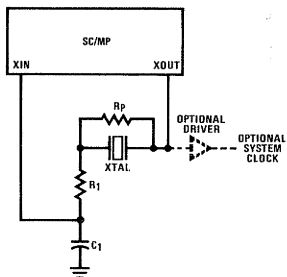 SC/MP
XIN
XOUT
RP
OPTIONAL
DRIVER
XTAL
OPTIONAL
SYSTEM
CLOCK
R1
C1